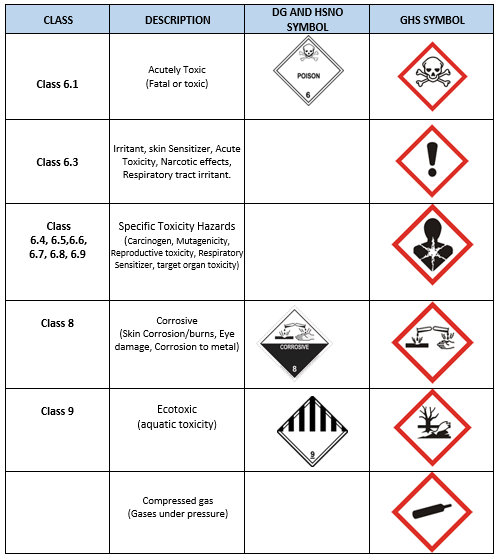 CLASS
DESCRIPTION
DG AND HSNO
SYMBOL
GHS SYMBOL
Class 6.1
Acutely Toxic
(Fatal or toxic)
POISON
6
Class 6.3
Irritant, skin Sensitizer, Acute
Toxicity, Narcotic effects,
Respiratory tract irritant.
Class
6.4, 6.5,6.6,
6.7, 6.8, 6.9
Specific Toxicity Hazards
(Carcinogen, Mutagenicity,
Reproductive toxicity, Respiratory
Sensitizer, target organ toxicity)
Class 8
Corrosive
(Skin Corrosion/burns, Eye
damage, Corrosion to metal)
CORROSIVE
8
Class 9
Ecotoxic
(aquatic toxicity)
9
Compressed gas
(Gases under pressure)